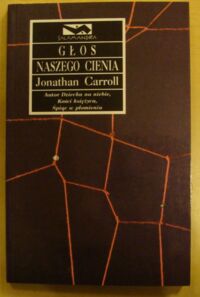 SALAMANDRA
GŁOS
NASZEGO CIENIA
Jonathan Carroll
Autor Dziecka na niebie,
Kości księżyca,
Śpiąc w płomieniu